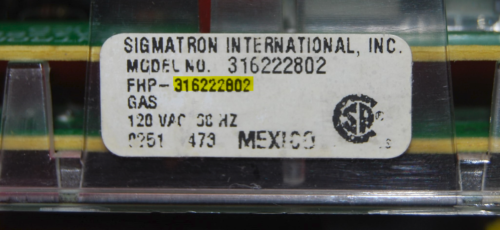 SIGMATRON INTERNATIONAL, INC.
MODEL NO. 316222802
FHP-316222802
GAS
120 VAC 60 HZ
0251 473 MEXICO